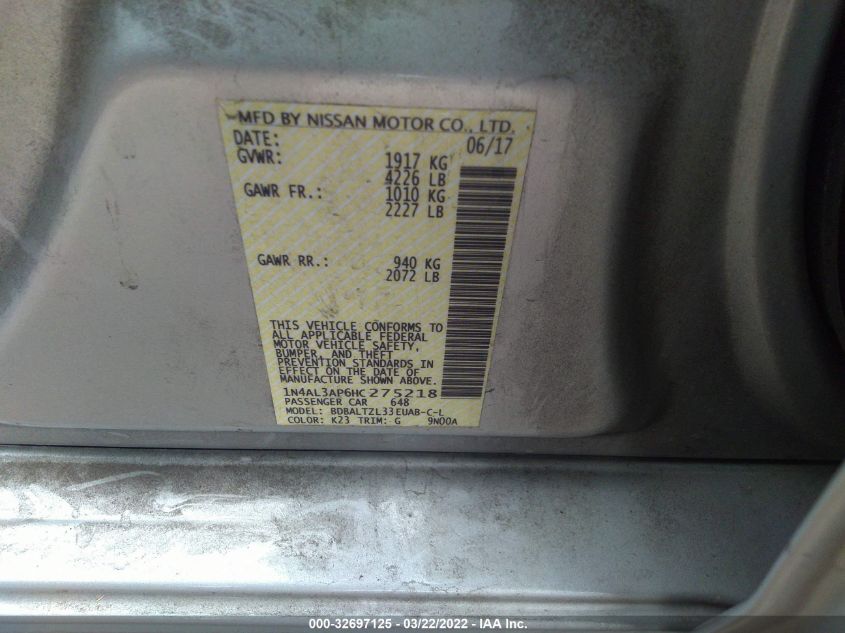 MFD BY NISSAN MOTOR CO., LTD.
DATE: 06/17
GVWR: 1917 KG
4226 LB
GAWR FR.: 1010 KG
2227 LB
GAWR RR.: 940 KG
2072 LB
THIS VEHICLE CONFORMS TO
ALL APPLICABLE FEDERAL
MOTOR VEHICLE SAFETY,
BUMPER, AND THEFT
PREVENTION STANDARDS IN
EFFECT ON THE DATE OF
MANUFACTURE SHOWN ABOVE.
1N4AL3AP6HC275218
PASSENGER CAR 648
MODEL: BDBALTZL33EUAB-C-L
COLOR: K23 TRIM: G 9N00A
000-32697125 - 03/22/2022 - IAA Inc.